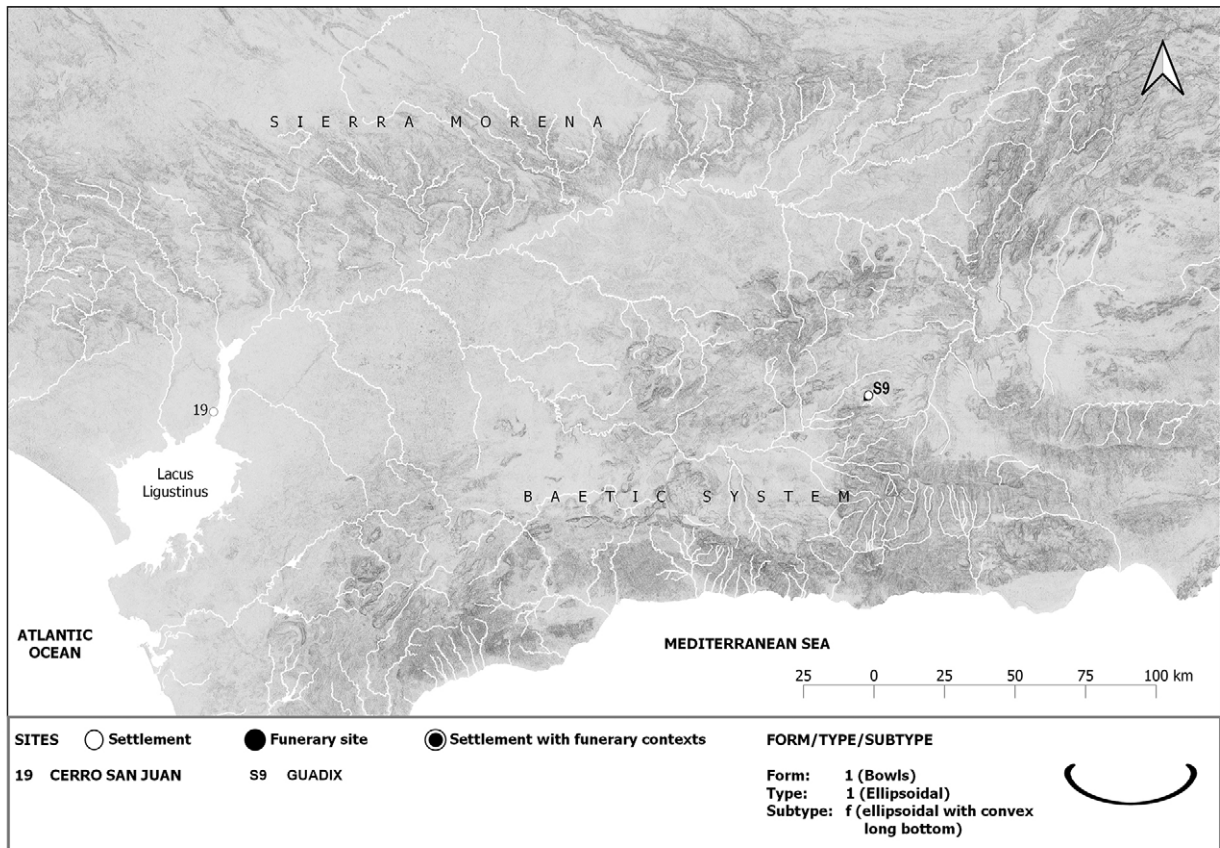 SIERRA MORENA
S9
19
Lacus
Ligustinus
BAETIC SYSTEM
ATLANTIC
OCEAN
MEDITERRANEAN SEA
25 0 25 50 75 100 km
SITES Settlement Funerary site Settlement with funerary contexts
19 CERRO SAN JUAN S9 GUADIX
FORM/TYPE/SUBTYPE
Form: 1 (Bowls)
Type: 1 (Ellipsoidal)
Subtype: f (ellipsoidal with convex
long bottom)